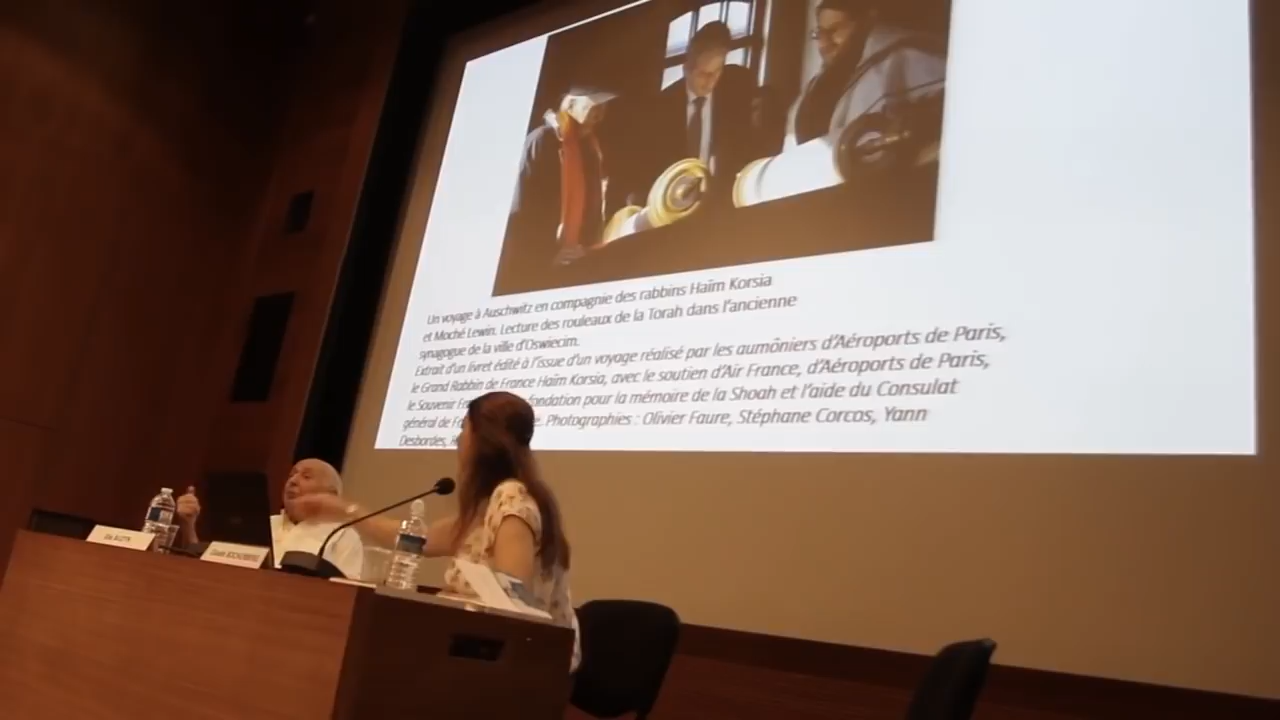 Un voyage à Auschwitz en compagnie des rabbins Haïm Korsia
et Moché Lewin. Lecture des rouleaux de la Torah dans l'ancienne
synagogue de la ville d'Oswiecim.
Extrait d'un livret édité à l'issue d'un voyage réalisé par les aumôniers d'Aéroports de Paris,
le Grand Rabbin de France Haïm Korsia, avec le soutien d'Air France, d'Aéroports de Paris,
le Souvenir fondation pour la mémoire de la Shoah et l'aide du Consulat
général de Photographies : Olivier Faure, Stéphane Corcos, Yann
Desbordes,